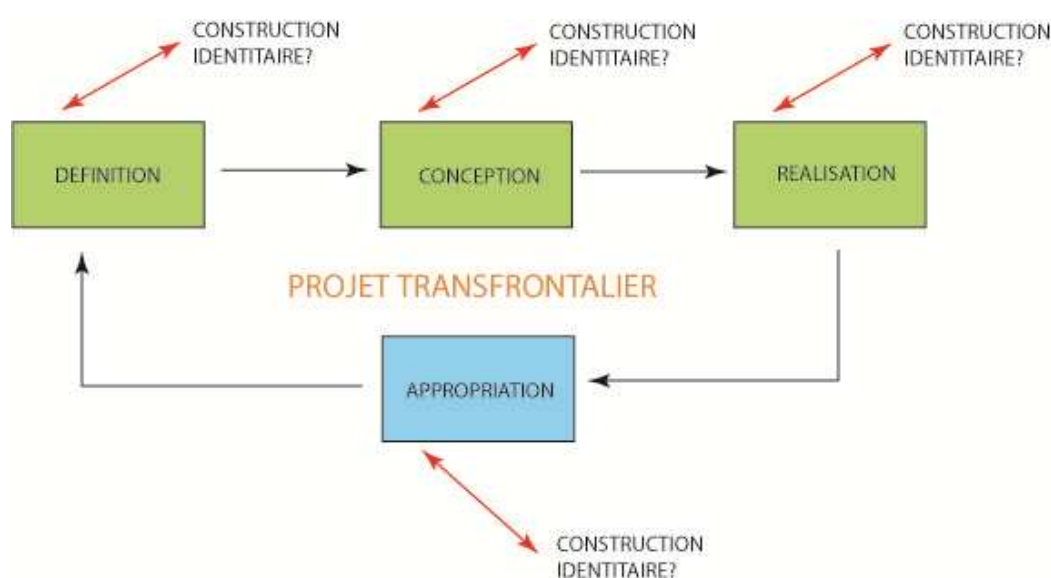 CONSTRUCTION
IDENTITAIRE?
CONSTRUCTION
IDENTITAIRE?
CONSTRUCTION
IDENTITAIRE?
DEFINITION
CONCEPTION
REALISATION
PROJET TRANSFRONTALIER
APPROPRIATION
CONSTRUCTION
IDENTITAIRE?